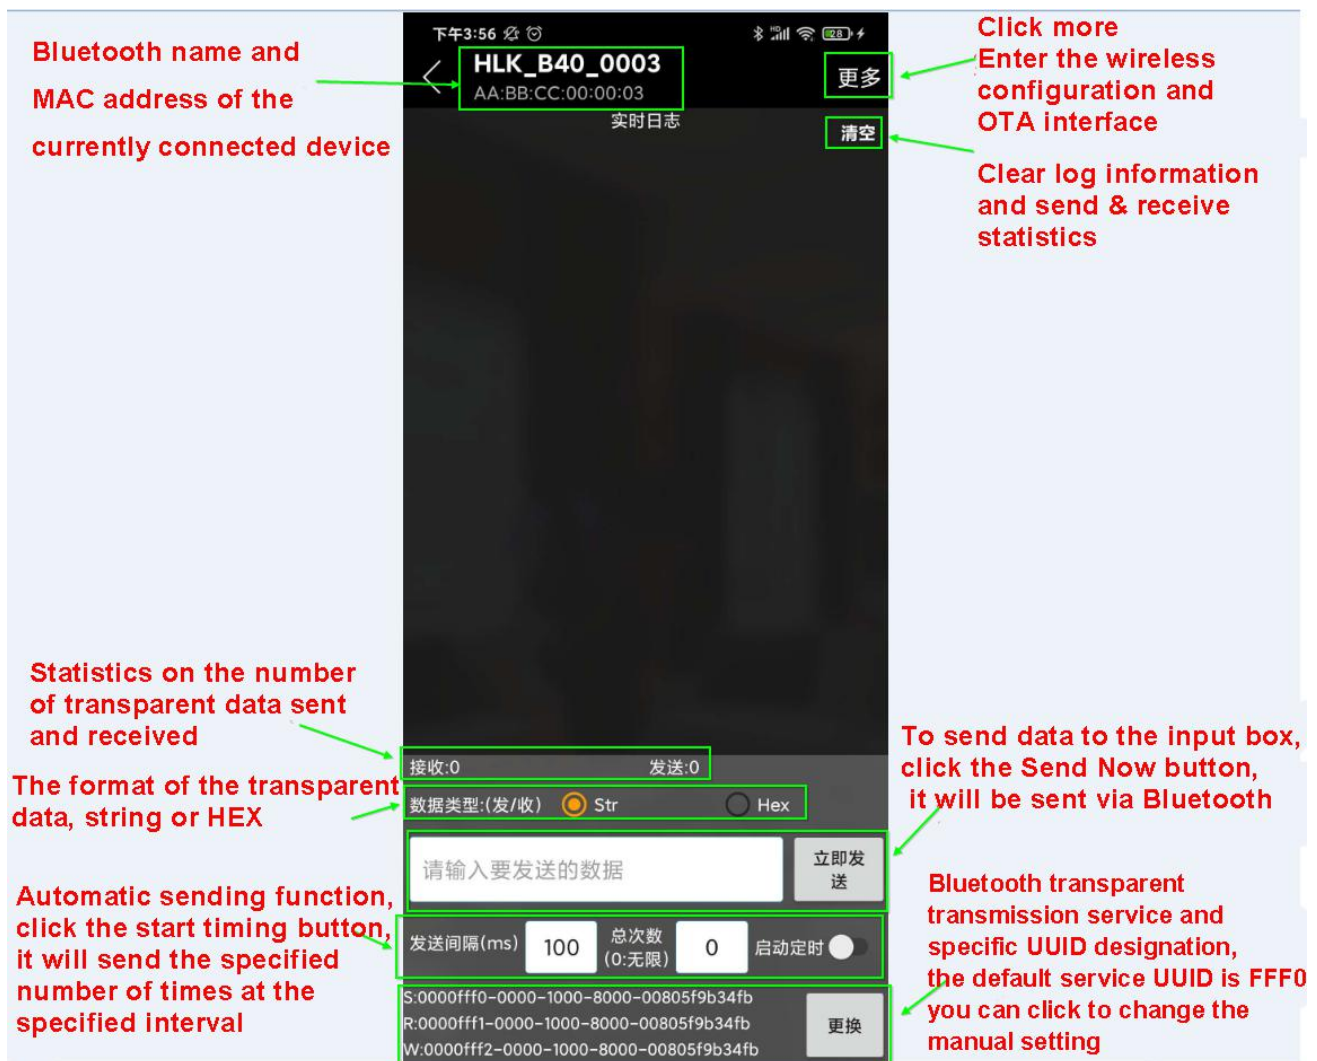 Bluetooth name and
MAC address of the
currently connected device
下午3:56
28
HLK_B40_0003
AA:BB:CC:00:00:03
更多
实时日志
清空
Click more
Enter the wireless
configuration and
OTA interface
Clear log information
and send & receive
statistics
Statistics on the number
of transparent data sent
and received
The format of the transparent
data, string or HEX
Automatic sending function,
click the start timing button,
it will send the specified
number of times at the
specified interval
接收:0 发送:0
数据类型:(发/收) Str Hex
请输入要发送的数据
立即发
送
发送间隔(ms) 100 总次数
(0:无限) 0 启动定时
S:0000fff0-0000-1000-8000-00805f9b34fb
R:0000fff1-0000-1000-8000-00805f9b34fb
W:0000fff2-0000-1000-8000-00805f9b34fb
更换
To send data to the input box,
click the Send Now button,
it will be sent via Bluetooth
Bluetooth transparent
transmission service and
specific UUID designation,
the default service UUID is FFF0
you can click to change the
manual setting